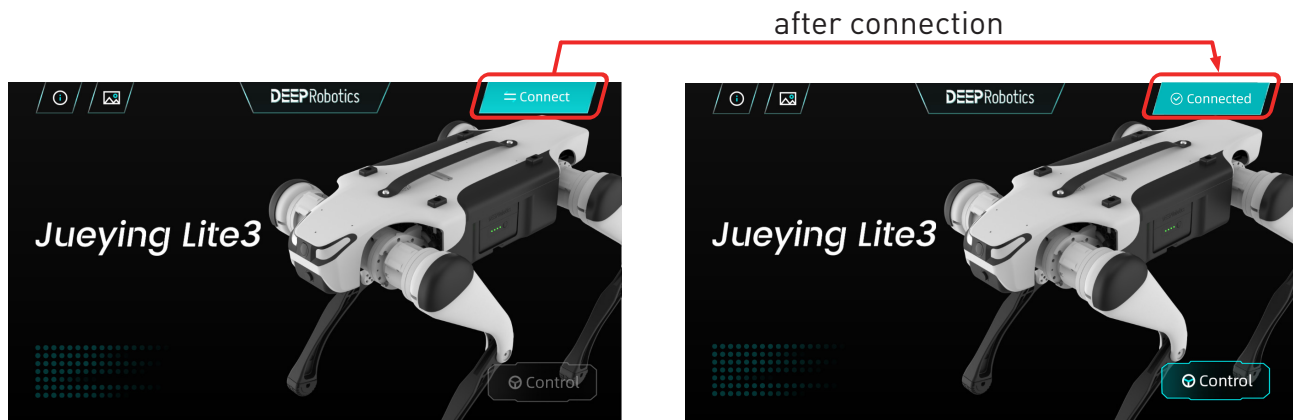 after connection
DEEPRobotics
Connect
Jueying Lite3
Control
DEEPRobotics
Connected
Jueying Lite3
Control